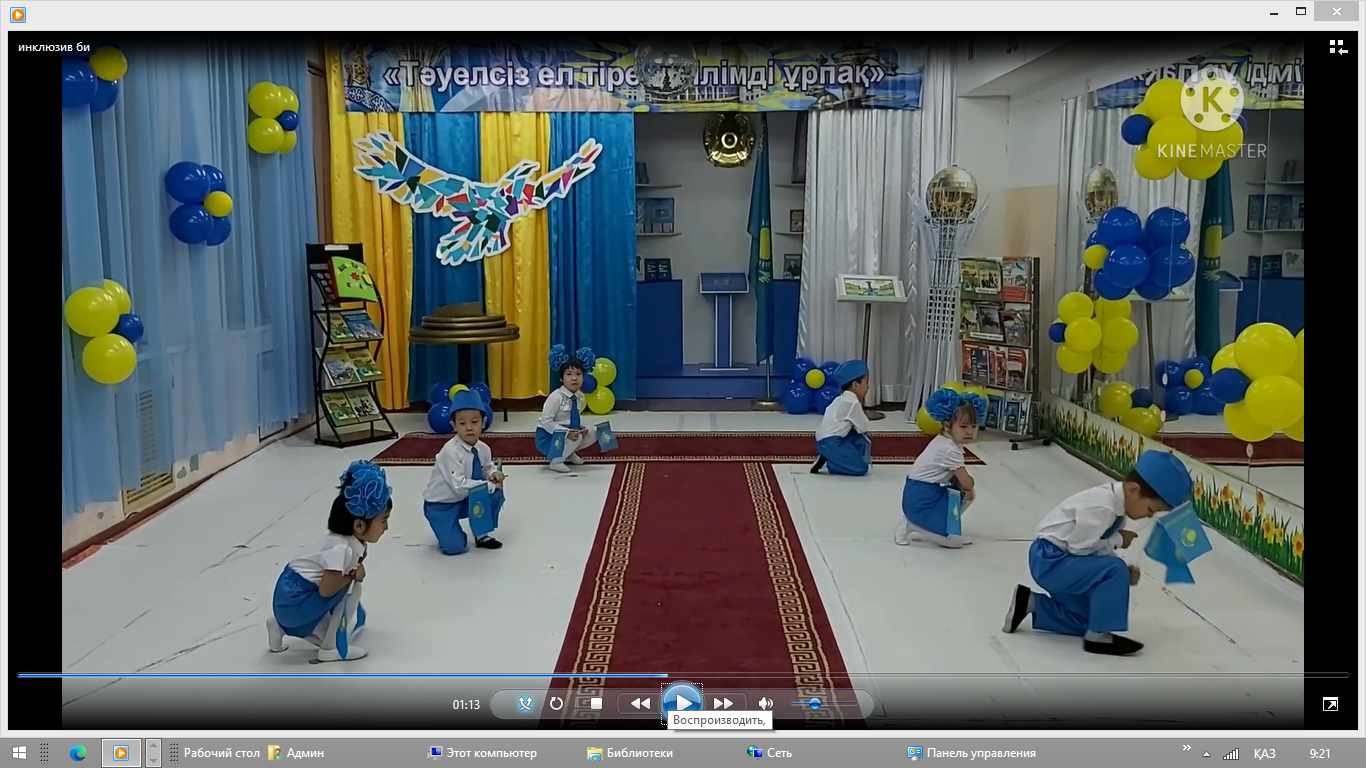 инклюзив би
«Тәуелсіз ел тіре
ілімді ұрпақ»
K
KINEMASTER
01:13
Воспроизводить,
Рабочий стол
Админ
Этот компьютер
Библиотеки
Сеть
Панель управления
ҚАЗ
9:21